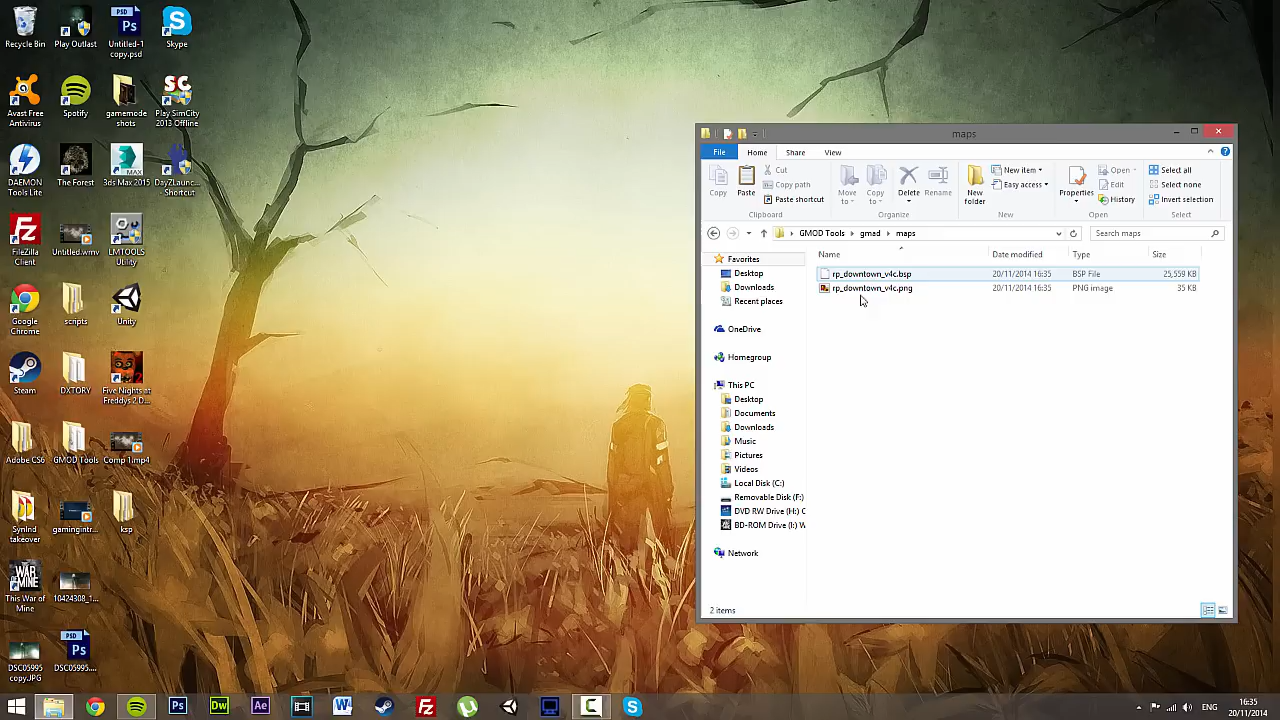 Recycle Bin
Play Outlast
Untitled-1
copy.psd
Skype
Avast Free
Antivirus
Spotify
gamemode
shots
Play SimCity
2013 Offline
DAEMON
Tools Lite
The Forest
3ds Max 2015
DayZLaunc...
Shortcut
FileZilla
Client
Untitled.wmv
LMTOOLS
Utility
Google
Chrome
scripts
Unity
Steam
DXTORY
Five Nights at
Freddys 2 D...
Adobe CS6
GMOD Tools
Comp 1.mp4
SynInd
takeover
gamingintr...
ksp
This War of
Mine
10424308_1...
DSC05995
copy.JPG
DSC05995....
maps
File
Home
Share
View
Copy
Paste
Cut
Copy path
Paste shortcut
Clipboard
Move
to
Copy
to
Delete
Rename
Organize
New
folder
New item
Easy access
New
Properties
Open
Edit
History
Open
Select all
Select none
Invert selection
Select
GMOD Tools
gmad
maps
Search maps
Name
Date modified
Type
Size
rp_downtown_v4c.bsp
20/11/2014 16:35
BSP File
25,559 KB
rp_downtown_v4c.png
20/11/2014 16:35
PNG image
35 KB
Favorites
Desktop
Downloads
Recent places
OneDrive
Homegroup
This PC
Desktop
Documents
Downloads
Music
Pictures
Videos
Local Disk (C:)
Removable Disk (F:)
DVD RW Drive (H:) C
BD-ROM Drive (I:) W
Network
2 items
ENG
16:35
20/11/2014